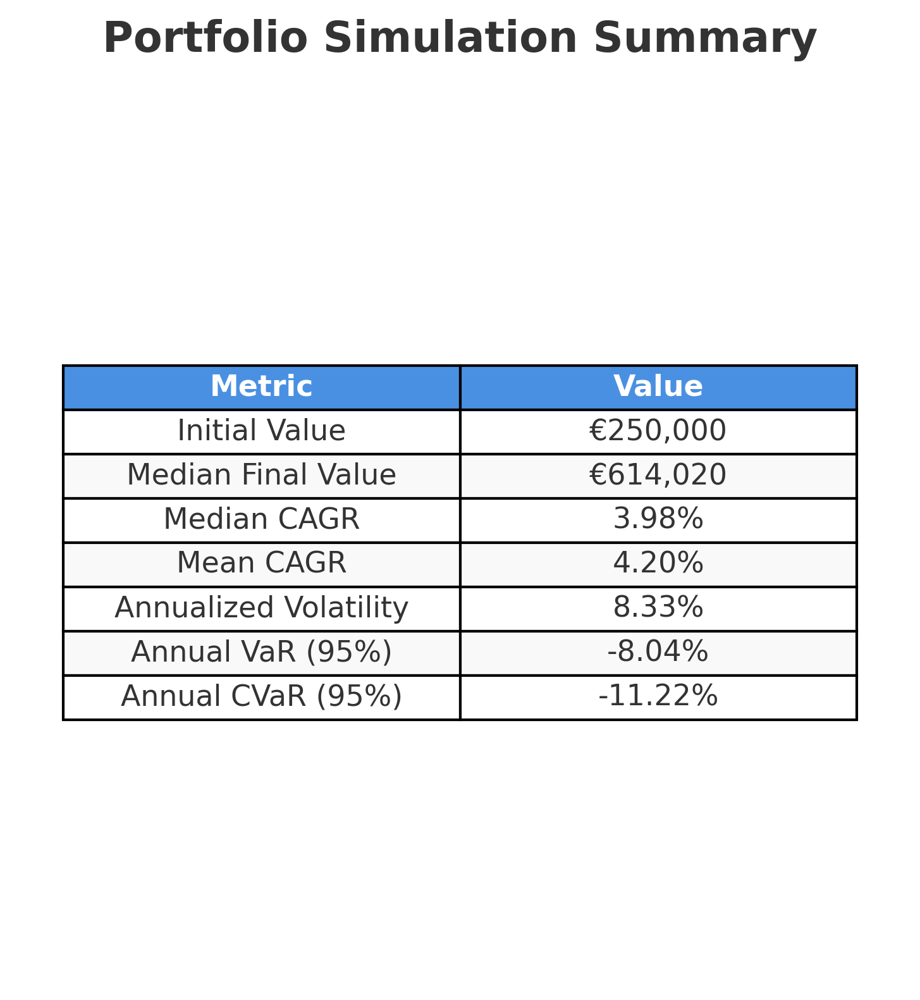 Portfolio Simulation Summary
Metric Value
Initial Value €250,000
Median Final Value €614,020
Median CAGR 3.98%
Mean CAGR 4.20%
Annualized Volatility 8.33%
Annual VaR (95%) -8.04%
Annual CVaR (95%) -11.22%